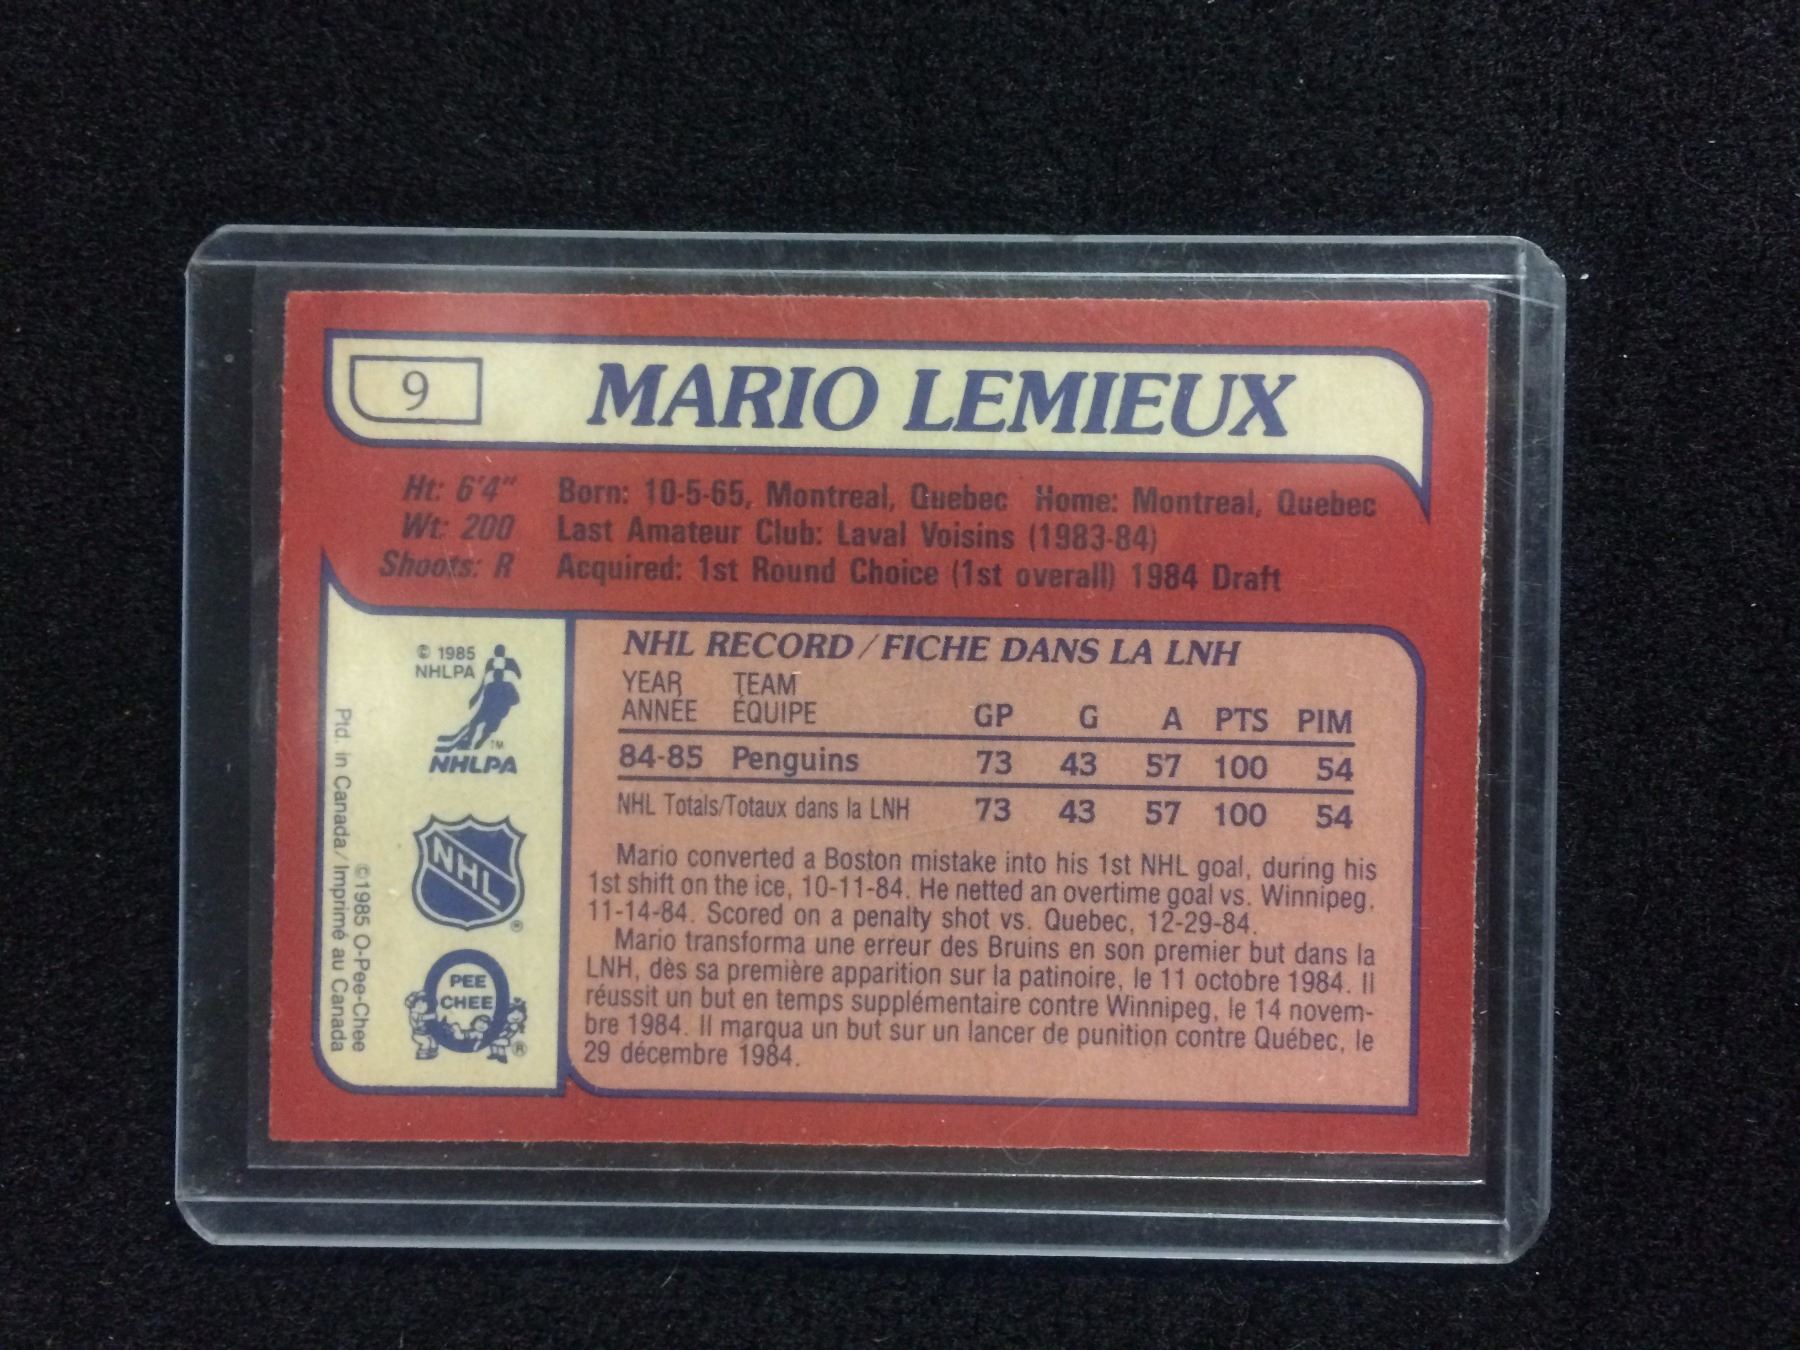 9
MARIO LEMIEUX
Ht: 6'4" Born: 10-5-65, Montreal, Quebec Home: Montreal, Quebec
Wt: 200 Last Amateur Club: Laval Voisins (1983-84)
Shoots: R Acquired: 1st Round Choice (1st overall) 1984 Draft
© 1985
NHLPA
TM
NHLPA
NHL
®
PEE
CHEE
®
©1985 O-Pee-Chee
Ptd. in Canada/Imprimé au Canada
NHL RECORD/FICHE DANS LA LNH
YEAR TEAM
ANNÉE ÉQUIPE GP G A PTS PIM
84-85 Penguins 73 43 57 100 54
NHL Totals/Totaux dans la LNH 73 43 57 100 54
Mario converted a Boston mistake into his 1st NHL goal, during his
1st shift on the ice, 10-11-84. He netted an overtime goal vs. Winnipeg,
11-14-84. Scored on a penalty shot vs. Quebec, 12-29-84.
Mario transforma une erreur des Bruins en son premier but dans la
LNH, dès sa première apparition sur la patinoire, le 11 octobre 1984. Il
réussit un but en temps supplémentaire contre Winnipeg, le 14 novem-
bre 1984. Il marqua un but sur un lancer de punition contre Québec, le
29 décembre 1984.